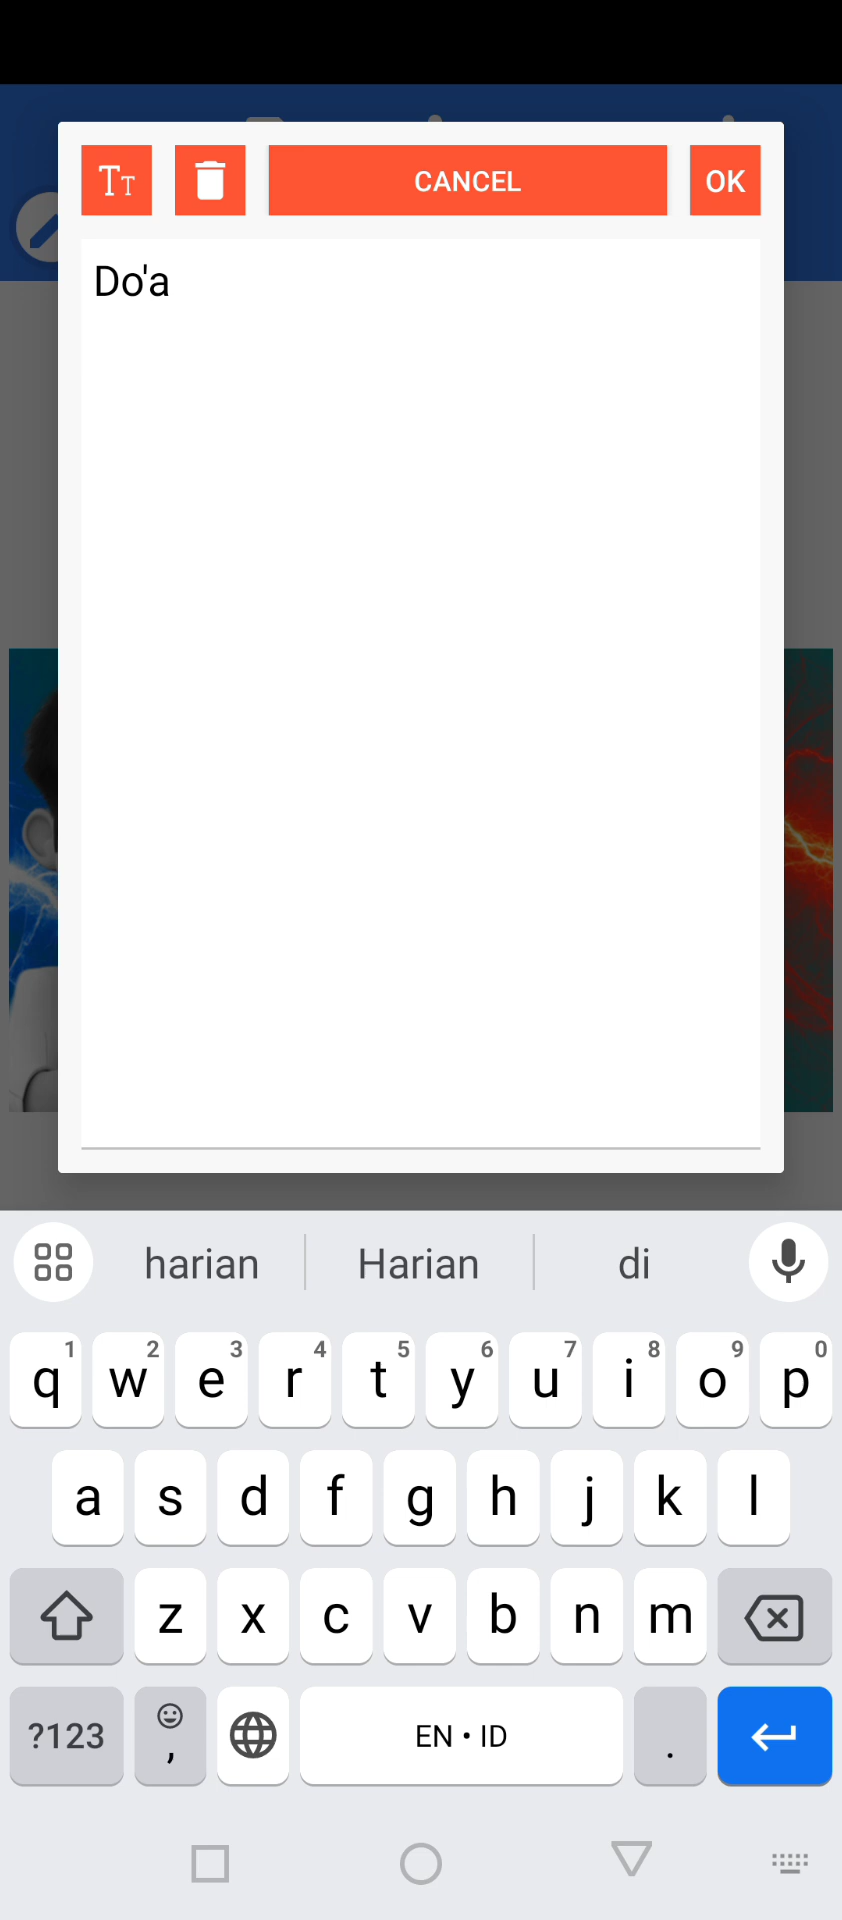 Tт
CANCEL
OK
Do'a
harian
Harian
di
1 2 3 4 5 6 7 8 9 0
q w e r t y u i o p
a s d f g h j k l
z x c v b n m
?123
,
EN • ID
.